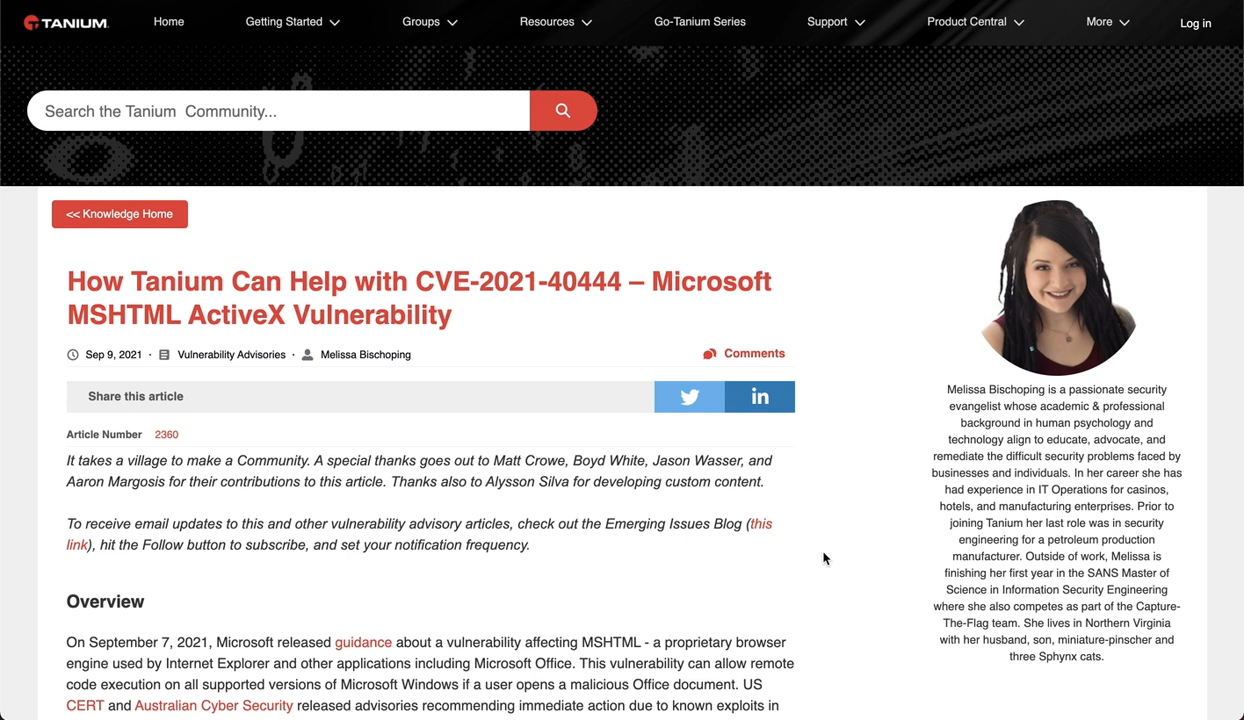 TANIUM
Home
Getting Started
Groups
Resources
Go-Tanium Series
Support
Product Central
More
Log in
Search the Tanium Community...
<< Knowledge Home
How Tanium Can Help with CVE-2021-40444 – Microsoft
MSHTML ActiveX Vulnerability
Sep 9, 2021 · Vulnerability Advisories · Melissa Bischoping
Comments
Share this article
in
Article Number 2360
It takes a village to make a Community. A special thanks goes out to Matt Crowe, Boyd White, Jason Wasser, and
Aaron Margosis for their contributions to this article. Thanks also to Alysson Silva for developing custom content.
To receive email updates to this and other vulnerability advisory articles, check out the Emerging Issues Blog (this
link), hit the Follow button to subscribe, and set your notification frequency.
Overview
On September 7, 2021, Microsoft released guidance about a vulnerability affecting MSHTML - a proprietary browser
engine used by Internet Explorer and other applications including Microsoft Office. This vulnerability can allow remote
code execution on all supported versions of Microsoft Windows if a user opens a malicious Office document. US
CERT and Australian Cyber Security released advisories recommending immediate action due to known exploits in
Melissa Bischoping is a passionate security
evangelist whose academic & professional
background in human psychology and
technology align to educate, advocate, and
remediate the difficult security problems faced by
businesses and individuals. In her career she has
had experience in IT Operations for casinos,
hotels, and manufacturing enterprises. Prior to
joining Tanium her last role was in security
engineering for a petroleum production
manufacturer. Outside of work, Melissa is
finishing her first year in the SANS Master of
Science in Information Security Engineering
where she also competes as part of the Capture-
The-Flag team. She lives in Northern Virginia
with her husband, son, miniature-pinscher and
three Sphynx cats.